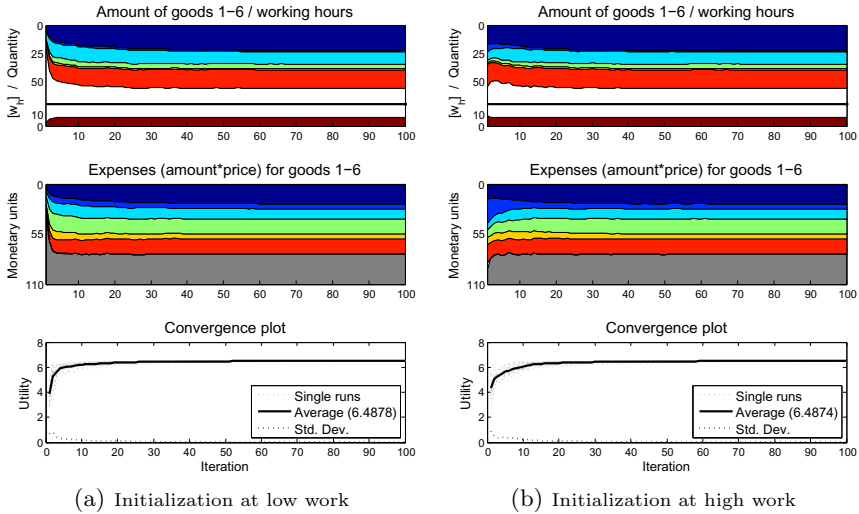 Amount of goods 1−6 / working hours
[w_h] / Quantity
0
25
50
10
0
0 10 20 30 40 50 60 70 80 90 100
Expenses (amount*price) for goods 1−6
Monetary units
0
55
110
0 10 20 30 40 50 60 70 80 90 100
Convergence plot
Utility
8
6
4
2
0
0 10 20 30 40 50 60 70 80 90 100
Iteration
Single runs
Average (6.4878)
Std. Dev.
(a) Initialization at low work
Amount of goods 1−6 / working hours
[w_h] / Quantity
0
25
50
10
0
0 10 20 30 40 50 60 70 80 90 100
Expenses (amount*price) for goods 1−6
Monetary units
0
55
110
0 10 20 30 40 50 60 70 80 90 100
Convergence plot
Utility
8
6
4
2
0
0 10 20 30 40 50 60 70 80 90 100
Iteration
Single runs
Average (6.4874)
Std. Dev.
(b) Initialization at high work